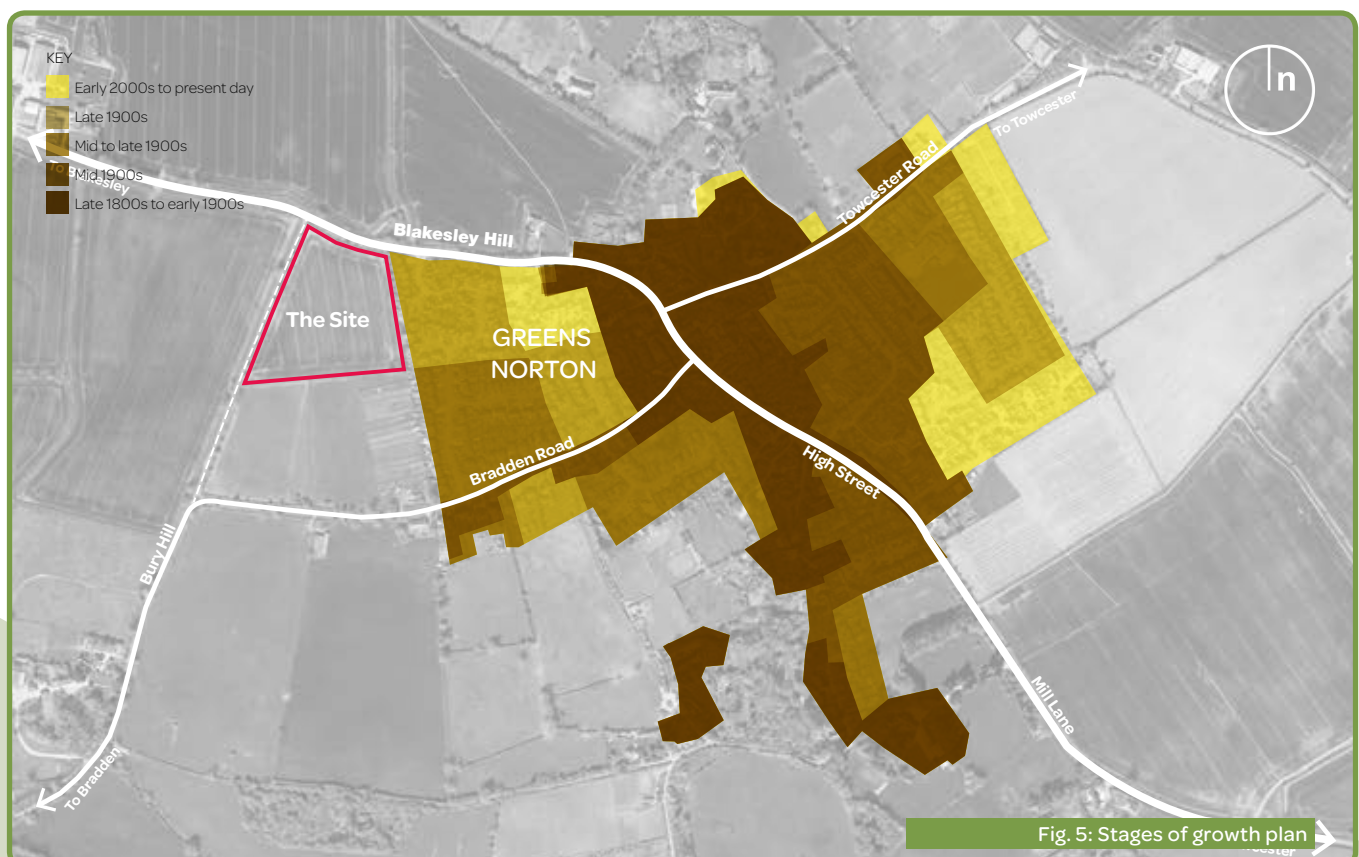 KEY
Early 2000s to present day
Late 1900s
Mid to late 1900s
Mid 1900s
Late 1800s to early 1900s
n
To Towcester
To Blakesley
Towcester Road
Blakesley Hill
The Site
GREENS
NORTON
Bradden Road
High Street
Bury Hill
Mill Lane
To Bradden
Fig. 5: Stages of growth plan